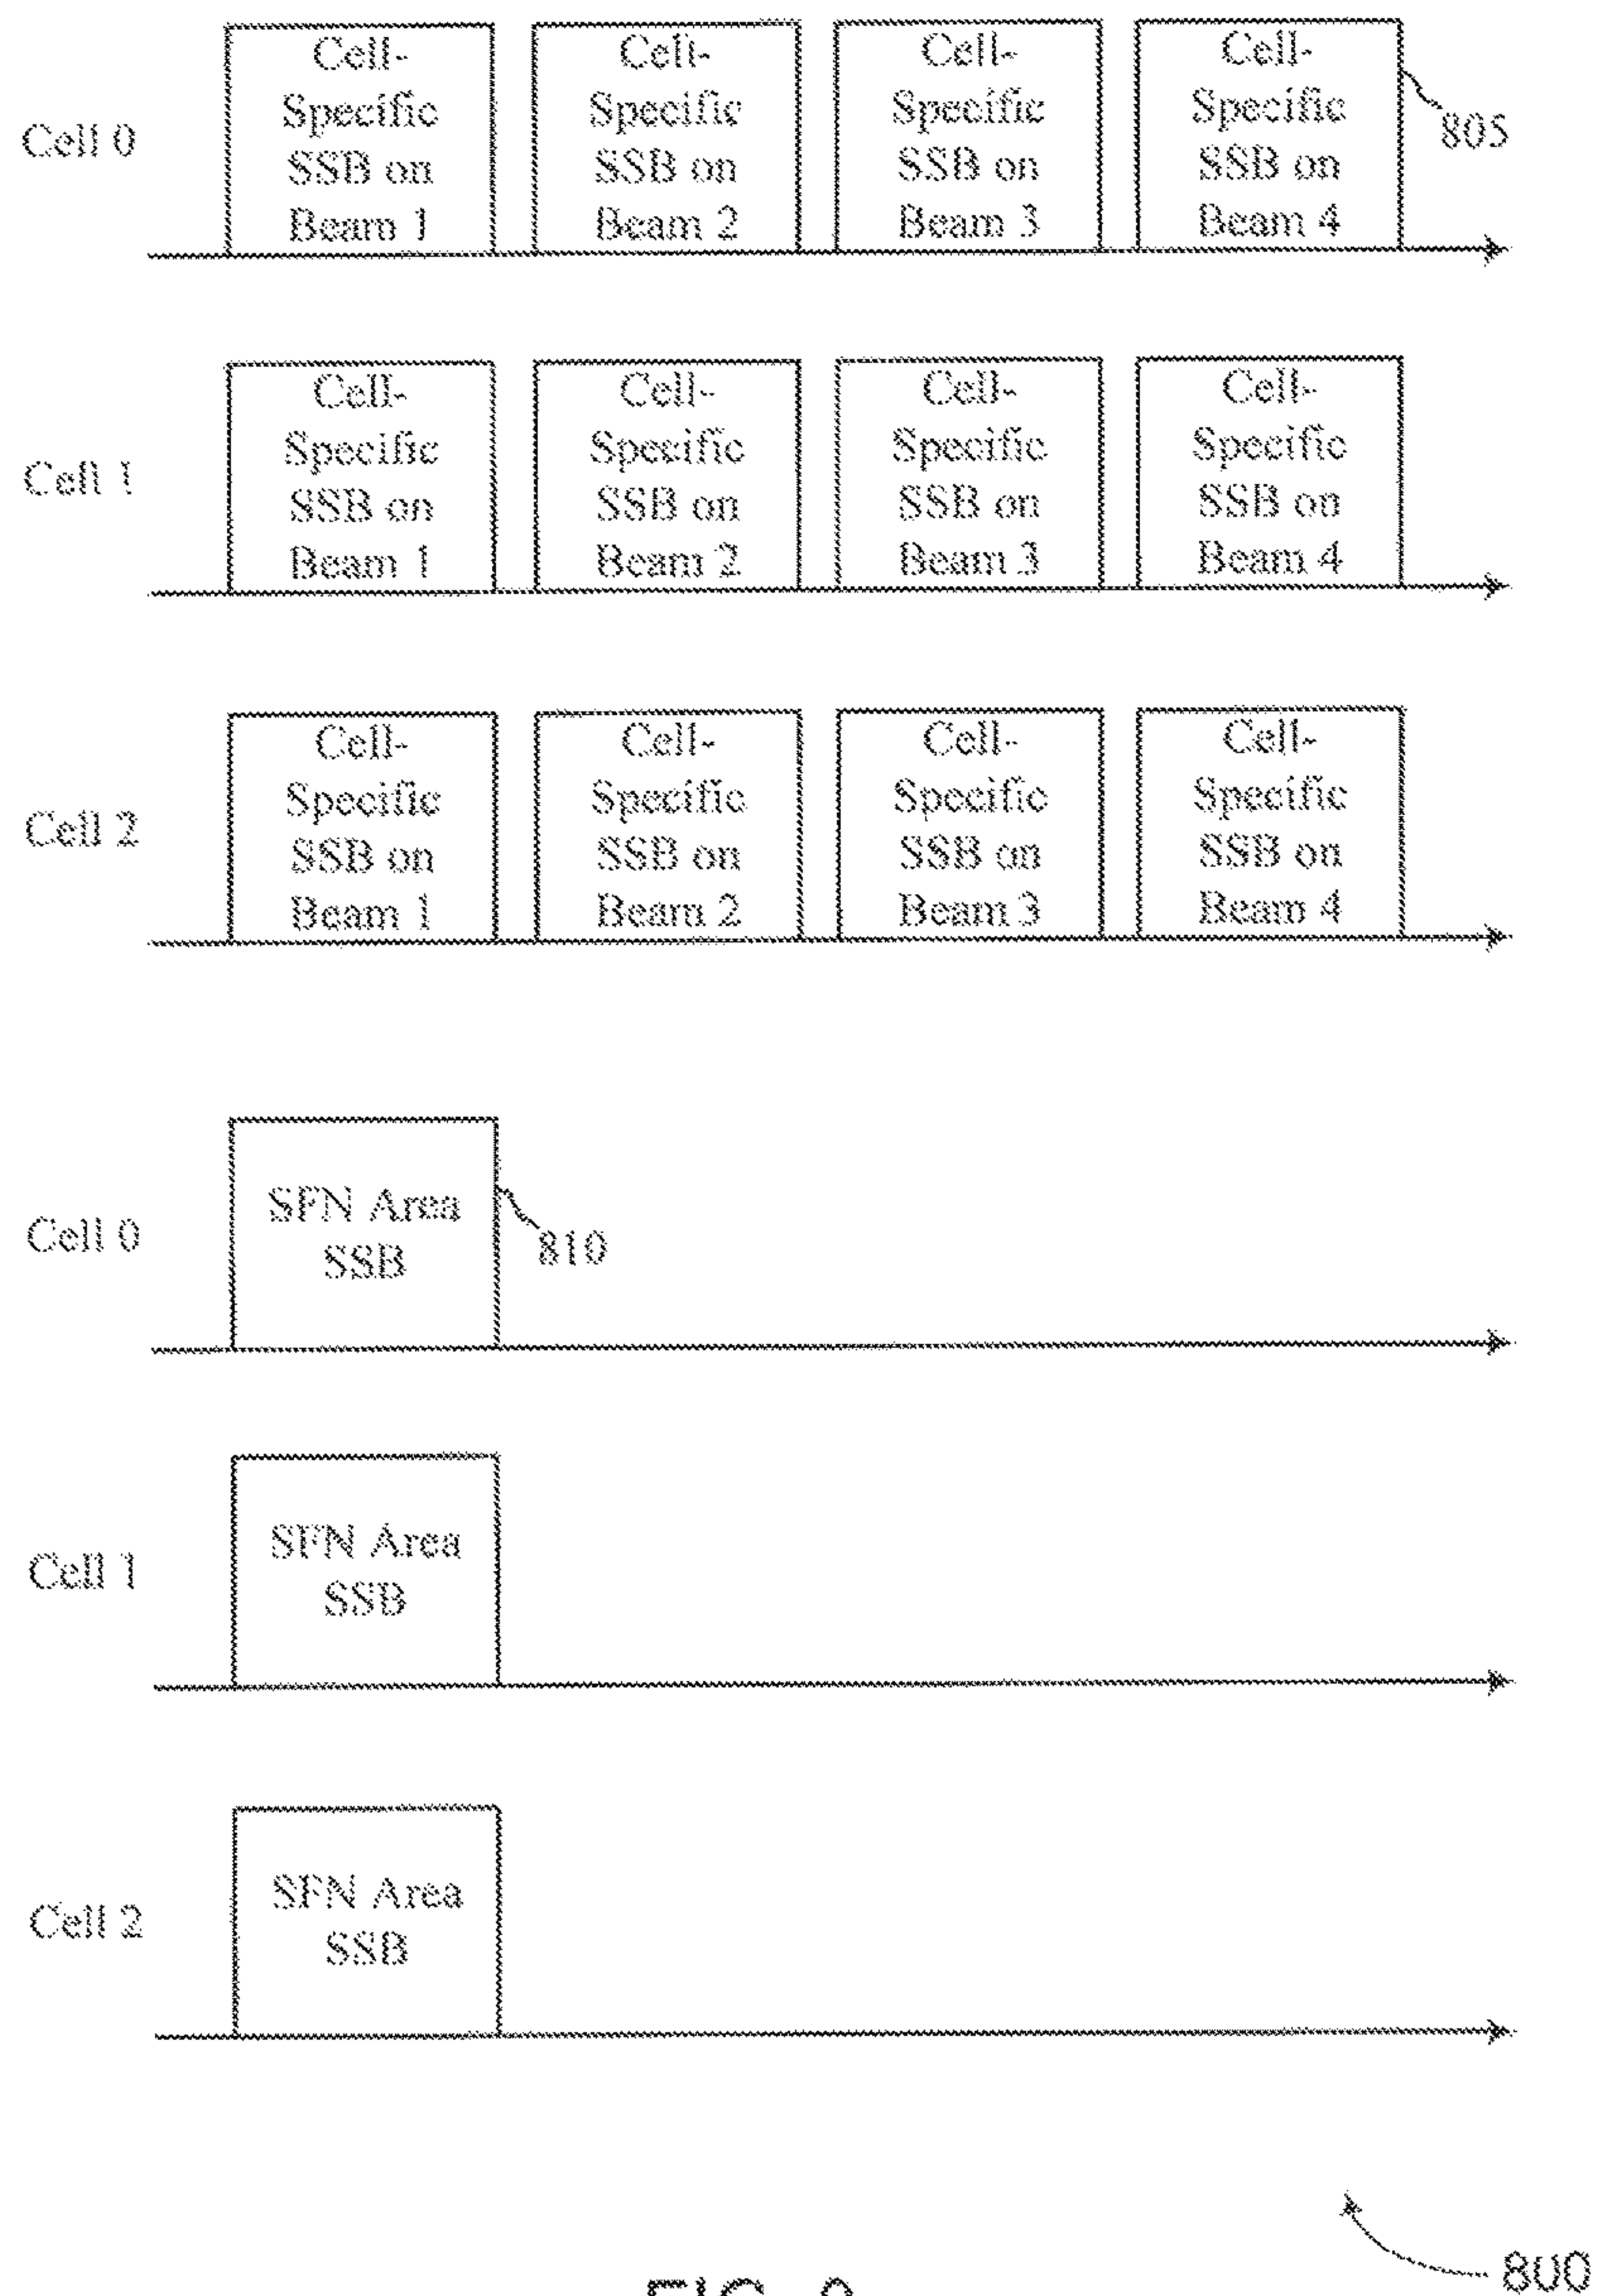 Cell-
Specific
SSB on
Beam 1
Cell-
Specific
SSB on
Beam 2
Cell-
Specific
SSB on
Beam 3
Cell-
Specific
SSB on
Beam 4
Cell 0
805
Cell-
Specific
SSB on
Beam 1
Cell-
Specific
SSB on
Beam 2
Cell-
Specific
SSB on
Beam 3
Cell-
Specific
SSB on
Beam 4
Cell 1
Cell-
Specific
SSB on
Beam 1
Cell-
Specific
SSB on
Beam 2
Cell-
Specific
SSB on
Beam 3
Cell-
Specific
SSB on
Beam 4
Cell 2
Cell 0
SFN Area
SSB
810
Cell 1
SFN Area
SSB
Cell 2
SFN Area
SSB
800
FIG.